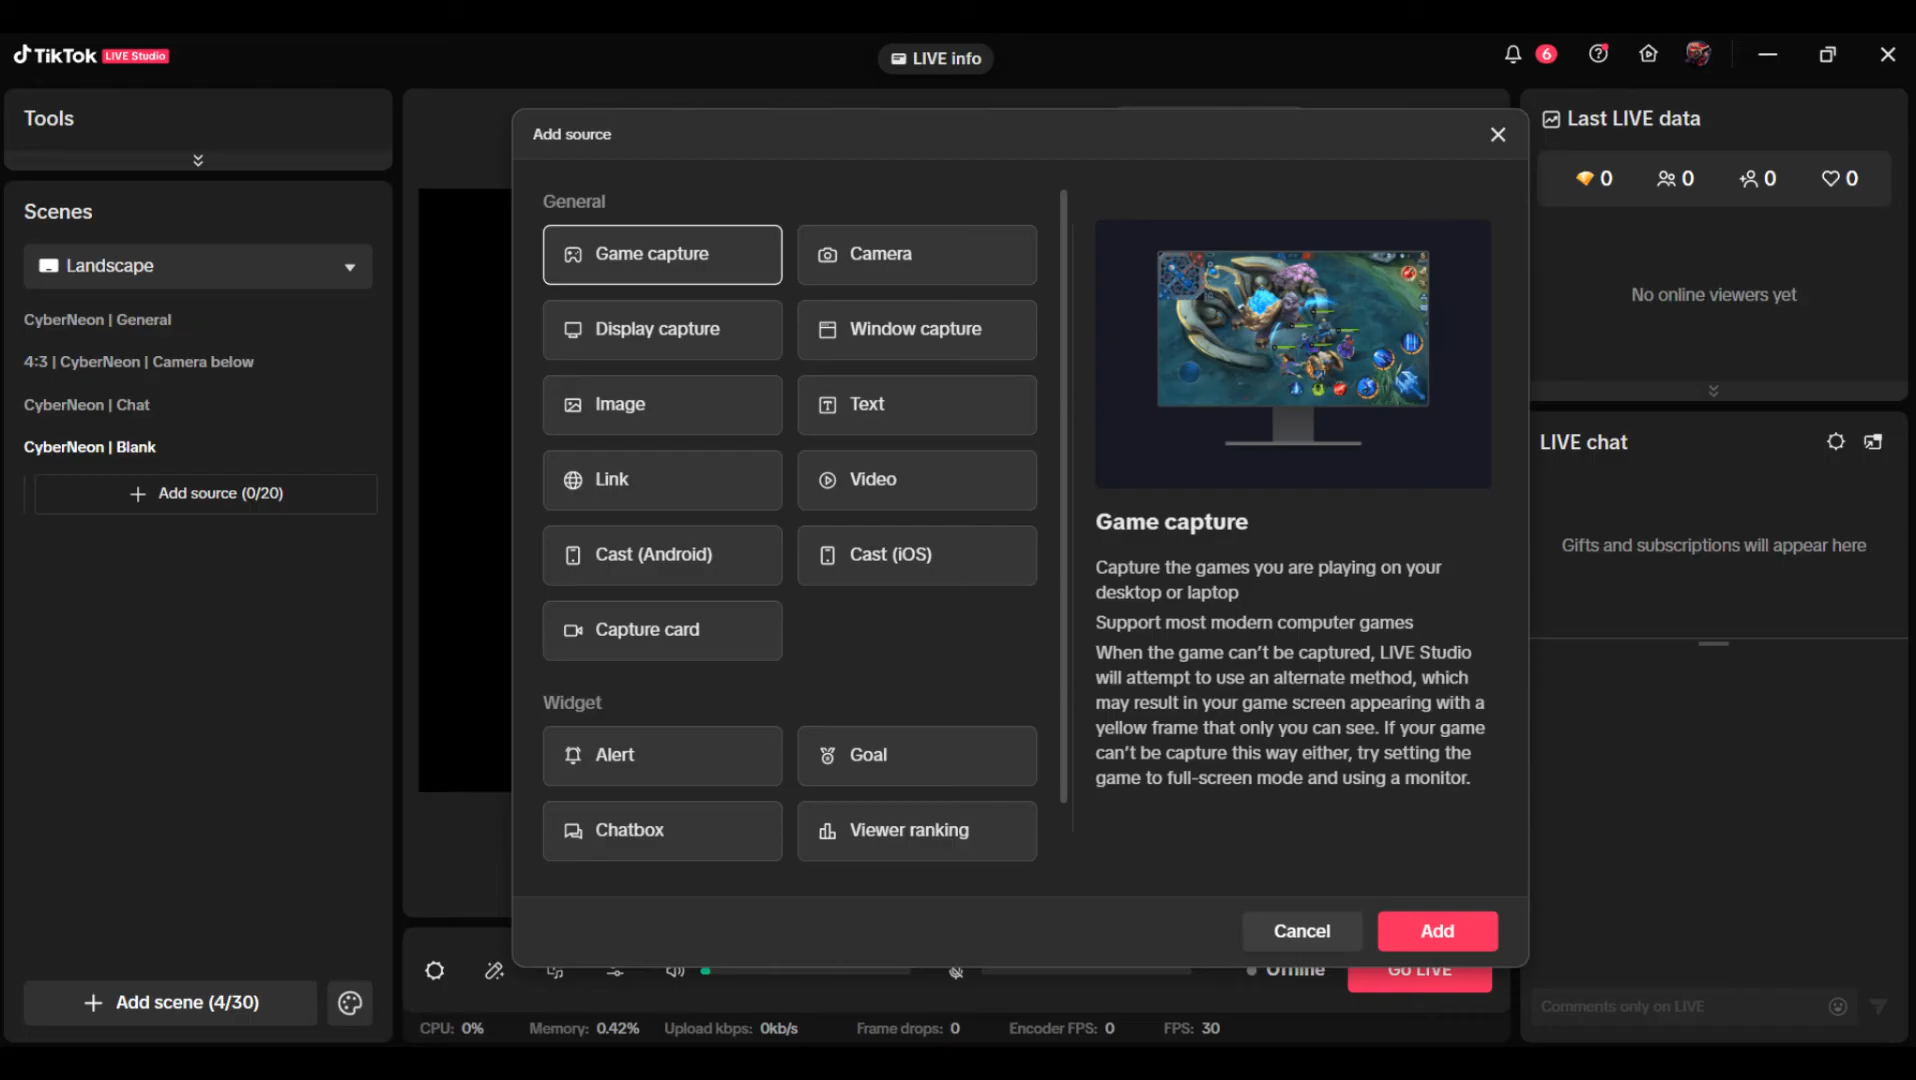 TikTok LIVE Studio
LIVE info
6
Tools
Scenes
Landscape
CyberNeon | General
4:3 | CyberNeon | Camera below
CyberNeon | Chat
CyberNeon | Blank
Add source (0/20)
Add scene (4/30)
Add source
General
Game capture
Camera
Display capture
Window capture
Image
Text
Link
Video
Cast (Android)
Cast (iOS)
Capture card
Widget
Alert
Goal
Chatbox
Viewer ranking
Game capture
Capture the games you are playing on your
desktop or laptop
Support most modern computer games
When the game can't be captured, LIVE Studio
will attempt to use an alternate method, which
may result in your game screen appearing with a
yellow frame that only you can see. If your game
can't be capture this way either, try setting the
game to full-screen mode and using a monitor.
Cancel
Add
Offline
Go LIVE
CPU: 0%
Memory: 0.42%
Upload kbps: 0kb/s
Frame drops: 0
Encoder FPS: 0
FPS: 30
Last LIVE data
0
0
0
0
No online viewers yet
LIVE chat
Gifts and subscriptions will appear here
Comments only on LIVE